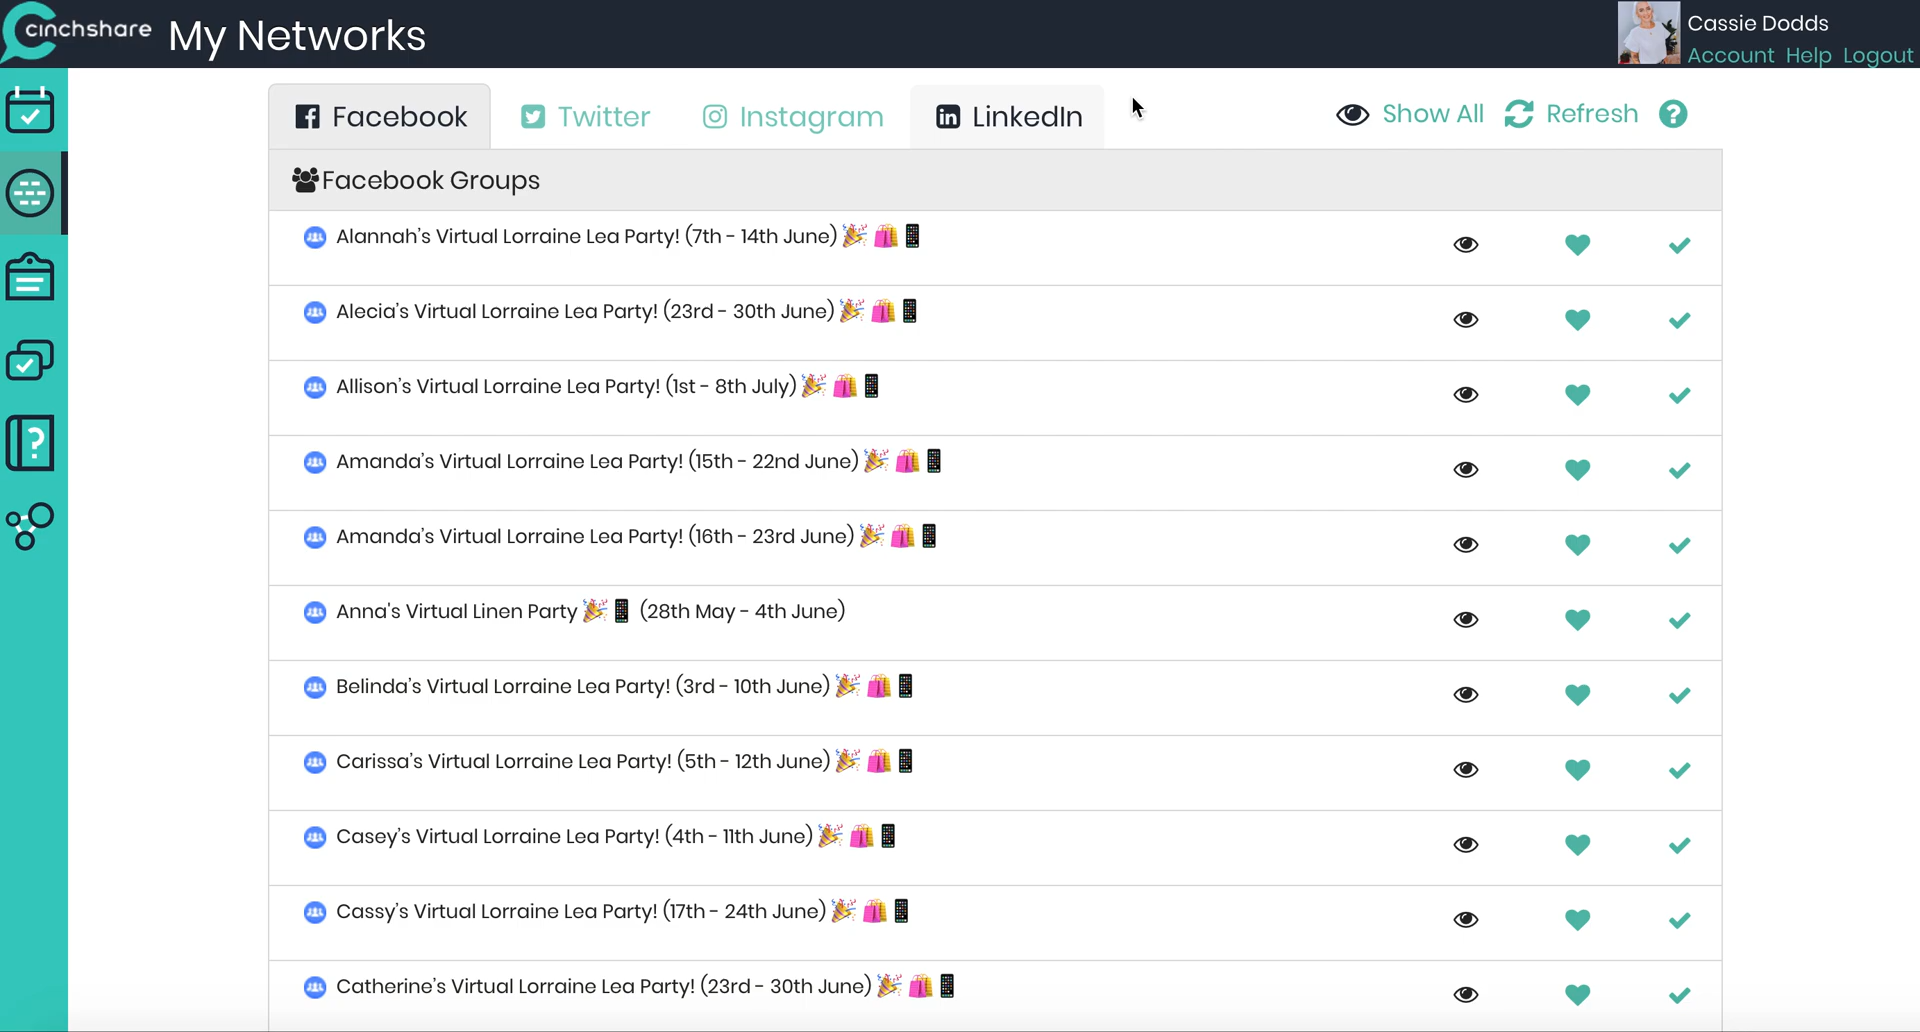 cinchshare My Networks
Cassie Dodds
Account Help Logout
Facebook Twitter Instagram LinkedIn Show All Refresh
Facebook Groups
Alannah's Virtual Lorraine Lea Party! (7th - 14th June) 🎉🛍️📱
Alecia's Virtual Lorraine Lea Party! (23rd - 30th June) 🎉🛍️📱
Allison's Virtual Lorraine Lea Party! (1st - 8th July) 🎉🛍️📱
Amanda's Virtual Lorraine Lea Party! (15th - 22nd June) 🎉🛍️📱
Amanda's Virtual Lorraine Lea Party! (16th - 23rd June) 🎉🛍️📱
Anna's Virtual Linen Party 🎉📱 (28th May - 4th June)
Belinda's Virtual Lorraine Lea Party! (3rd - 10th June) 🎉🛍️📱
Carissa's Virtual Lorraine Lea Party! (5th - 12th June) 🎉🛍️📱
Casey's Virtual Lorraine Lea Party! (4th - 11th June) 🎉🛍️📱
Cassy's Virtual Lorraine Lea Party! (17th - 24th June) 🎉🛍️📱
Catherine's Virtual Lorraine Lea Party! (23rd - 30th June) 🎉🛍️📱